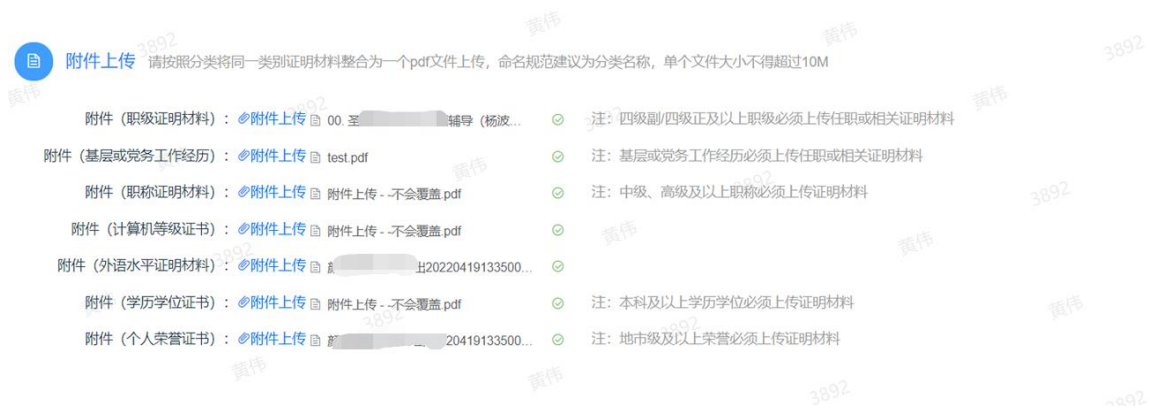 附件上传 请按照分类将同一类别证明材料整合为一个pdf文件上传，命名规范建议为分类名称，单个文件大小不得超过10M
附件（职级证明材料）： 附件上传 00. 圣 辅导（杨波... 注：四级副/四级正及以上职级必须上传任职或相关证明材料
附件（基层或党务工作经历）： 附件上传 test.pdf 注：基层或党务工作经历必须上传任职或相关证明材料
附件（职称证明材料）： 附件上传 附件上传 - -不会覆盖.pdf 注：中级、高级及以上职称必须上传证明材料
附件（计算机等级证书）： 附件上传 附件上传 - -不会覆盖.pdf
附件（外语水平证明材料）： 附件上传 出20220419133500...
附件（学历学位证书）： 附件上传 附件上传 - -不会覆盖.pdf 注：本科及以上学历学位必须上传证明材料
附件（个人荣誉证书）： 附件上传 20419133500... 注：地市级及以上荣誉必须上传证明材料
黄伟
3892